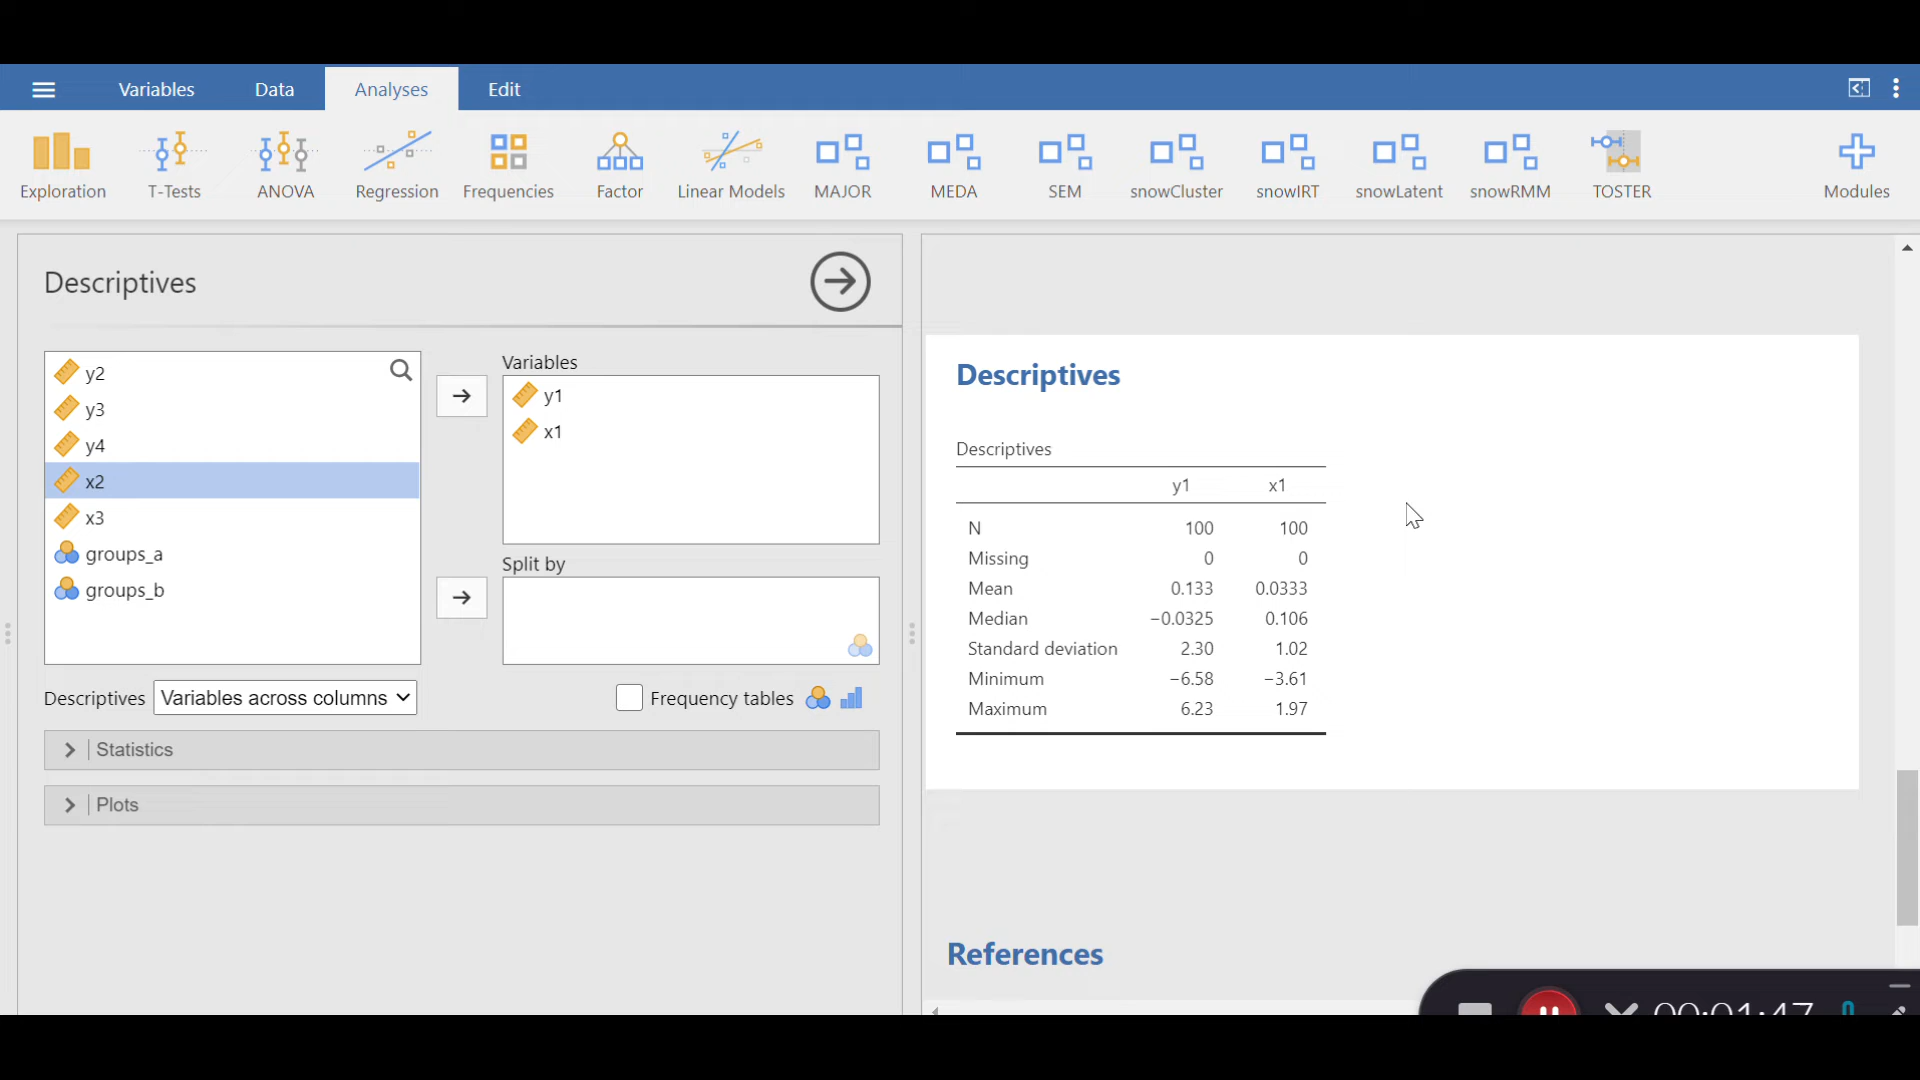 Variables Data Analyses Edit
Exploration T-Tests ANOVA Regression Frequencies Factor Linear Models MAJOR MEDA SEM snowCluster snowIRT snowLatent snowRMM TOSTER Modules
Descriptives
y2
y3
y4
x2
x3
groups_a
groups_b
Variables
y1
x1
Split by
Descriptives Variables across columns Frequency tables
Statistics
Plots
Descriptives
Descriptives
y1 x1
N 100 100
Missing 0 0
Mean 0.133 0.0333
Median −0.0325 0.106
Standard deviation 2.30 1.02
Minimum −6.58 −3.61
Maximum 6.23 1.97
References
00:01:47